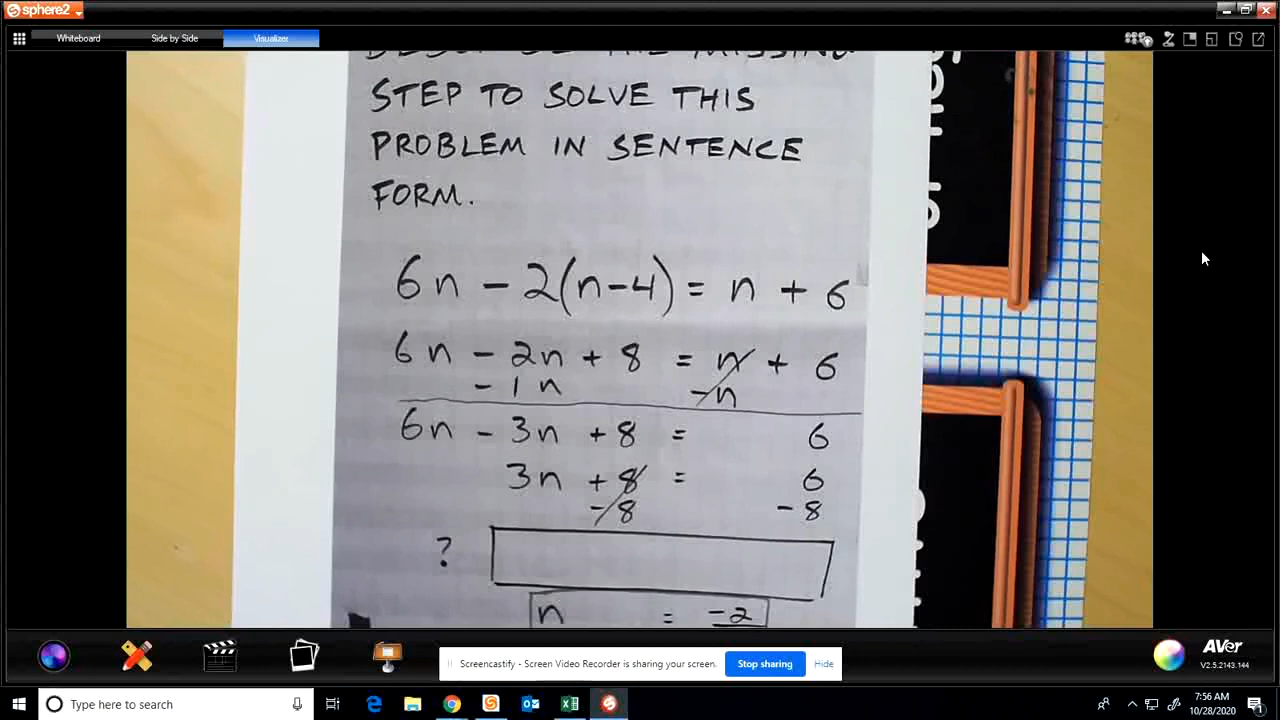 sphere2
Whiteboard
Side by Side
Visualizer
STEP TO SOLVE THIS
PROBLEM IN SENTENCE
FORM.
6n - 2(n-4) = n + 6
6n - 2n + 8 = n + 6
- 1n -n
6n - 3n + 8 = 6
3n + 8 = 6
-8 - 8
?
n = -2
AVer
V2.5.2143.144
Screencastify - Screen Video Recorder is sharing your screen.
Stop sharing
Hide
Type here to search
7:56 AM
10/28/2020